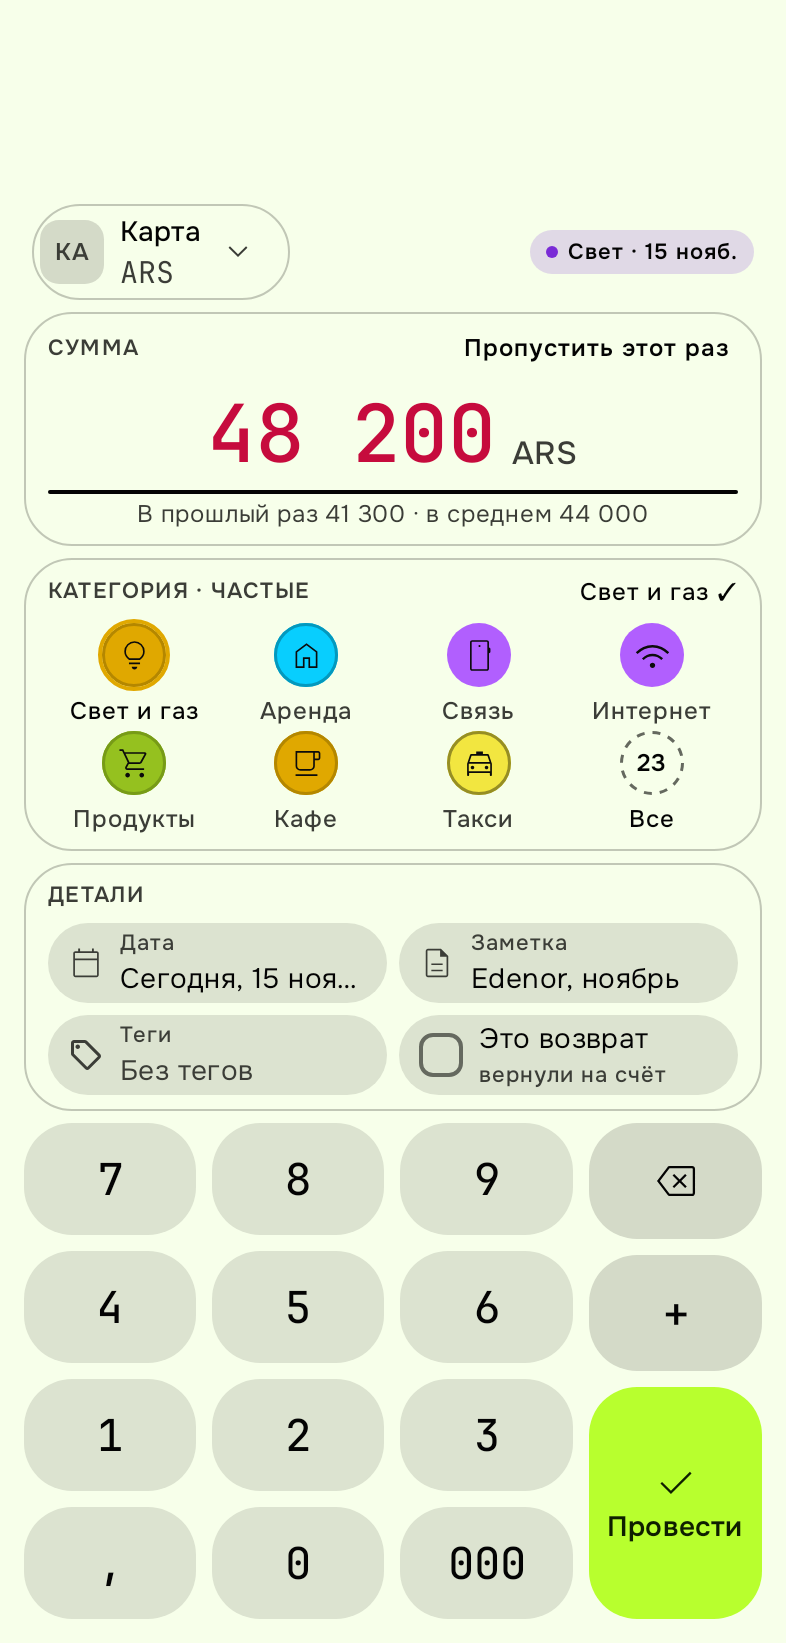 КА
Карта
ARS
Свет · 15 нояб.
СУММА
Пропустить этот раз
48 200 ARS
В прошлый раз 41 300 · в среднем 44 000
КАТЕГОРИЯ · ЧАСТЫЕ
Свет и газ ✓
Свет и газ
Аренда
Связь
Интернет
23
Продукты
Кафе
Такси
Все
ДЕТАЛИ
Дата
Сегодня, 15 ноя…
Заметка
Edenor, ноябрь
Теги
Без тегов
Это возврат
вернули на счёт
7 8 9
4 5 6 +
1 2 3
Провести
, 0 000